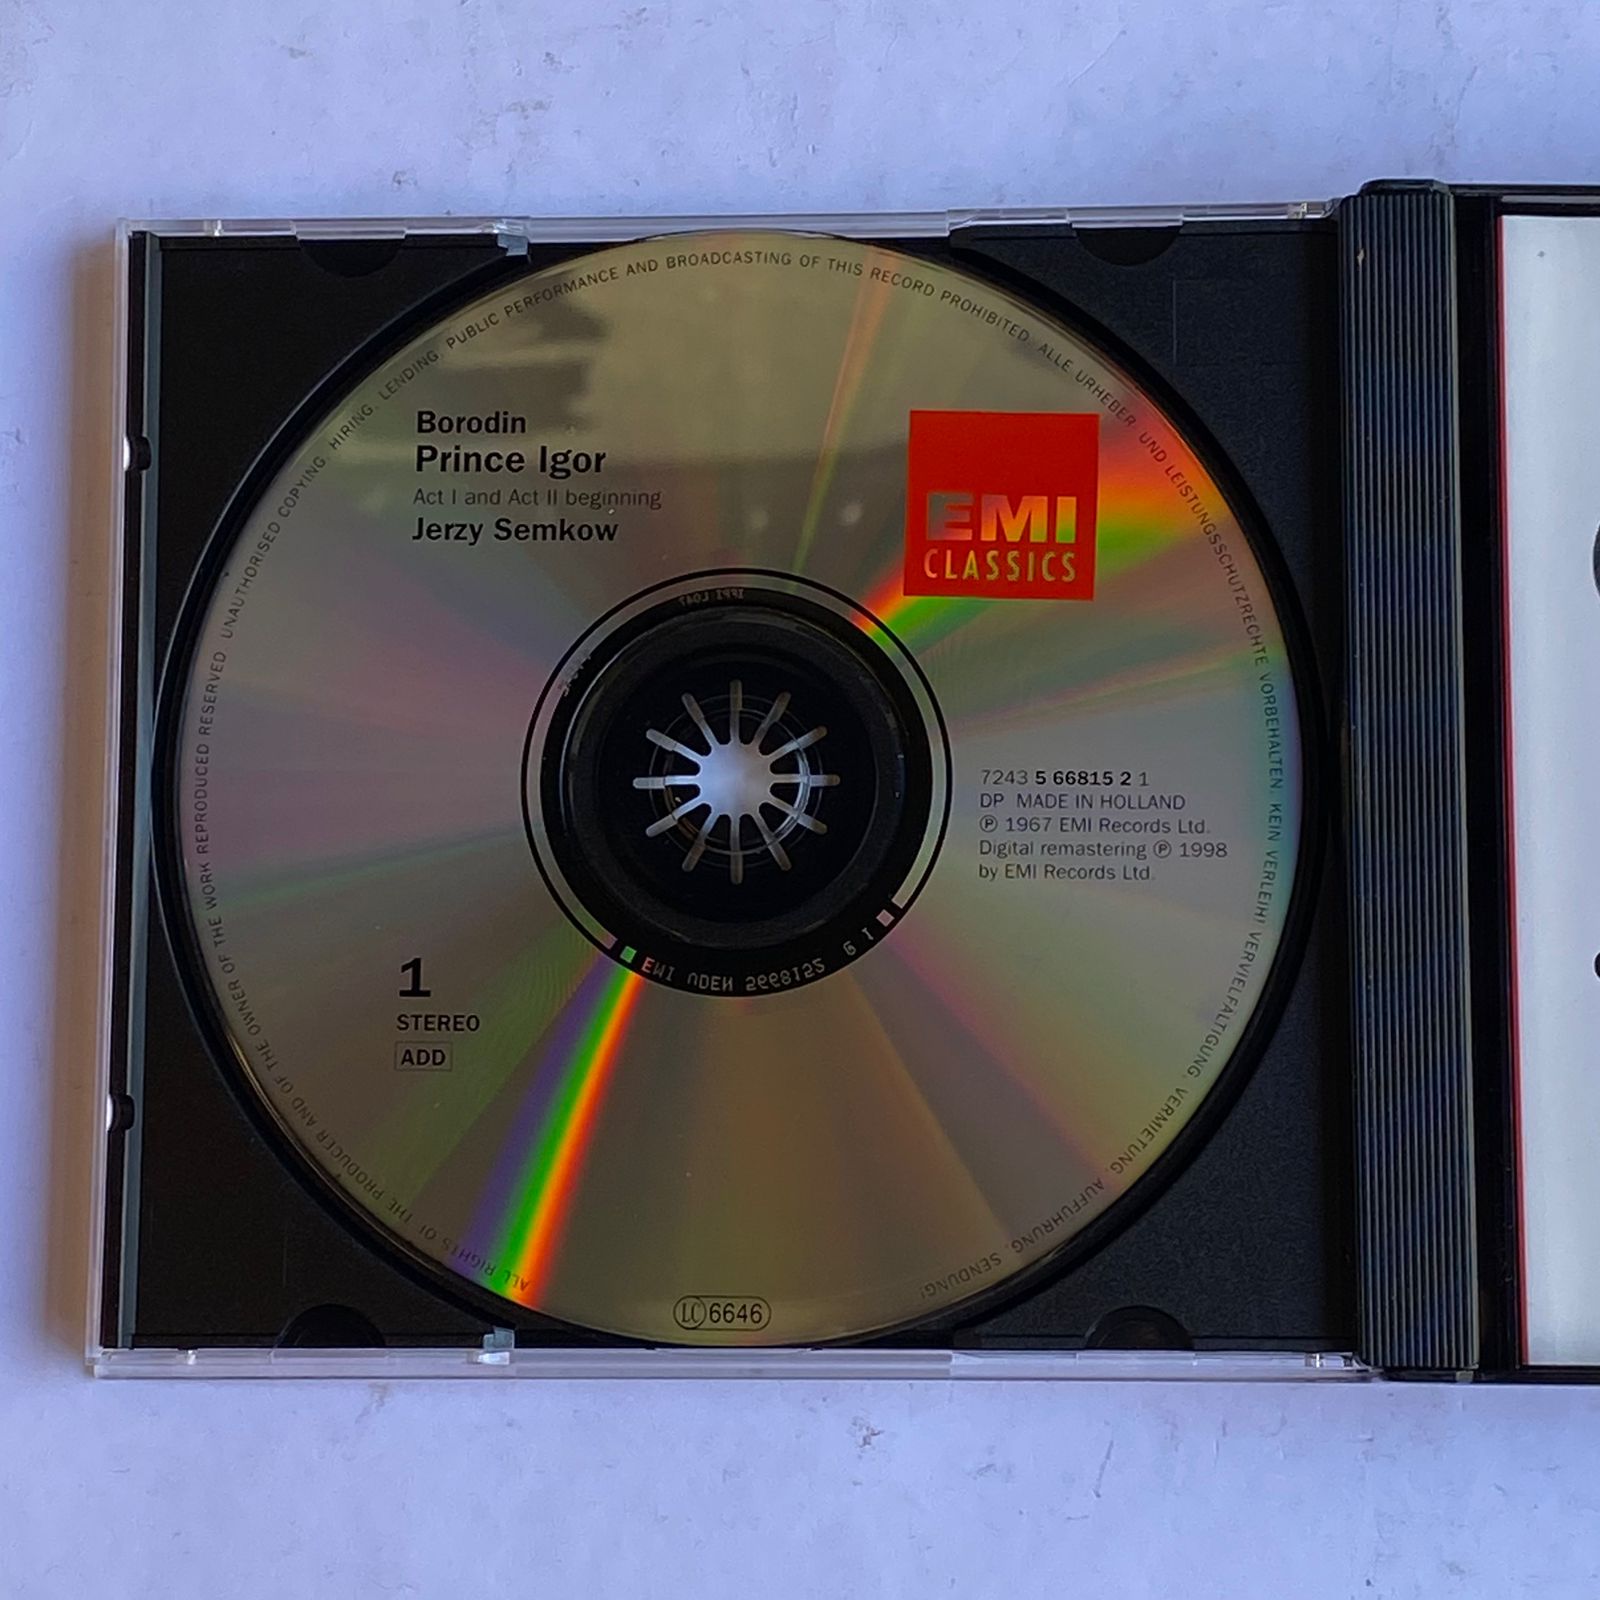 Borodin
Prince Igor
Act I and Act II beginning
Jerzy Semkow
EMI
CLASSICS
7243 5 66815 2 1
DP MADE IN HOLLAND
℗ 1967 EMI Records Ltd.
Digital remastering ℗ 1998
by EMI Records Ltd.
1
STEREO
ADD
LC 6646
ALL RIGHTS OF THE PRODUCER AND OF THE OWNER OF THE WORK REPRODUCED RESERVED. UNAUTHORISED COPYING, HIRING, LENDING, PUBLIC PERFORMANCE AND BROADCASTING OF THIS RECORD PROHIBITED. ALLE URHEBER- UND LEISTUNGSSCHUTZRECHTE VORBEHALTEN. KEIN VERLEIH! VERVIELFÄLTIGUNG, VERMIETUNG, AUFFÜHRUNG, SENDUNG!
IFPI L047
EMI UDEN 5668152